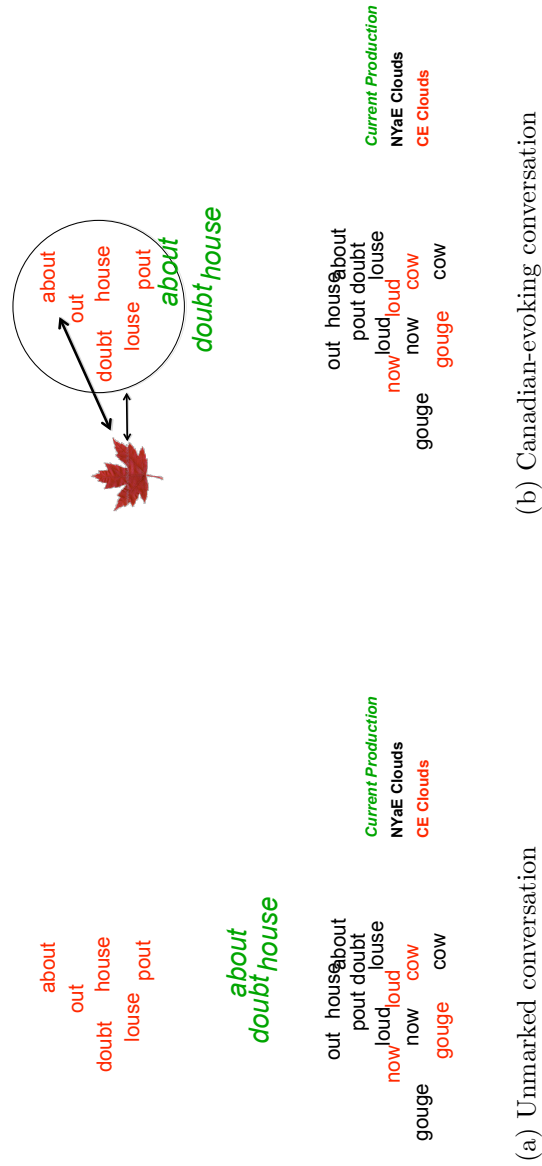 about
out
doubt house
louse pout
about
doubt house
out house about
pout doubt
loud louse
now loud
now cow
gouge cow
gouge
Current Production
NYaE Clouds
CE Clouds
(a) Unmarked conversation
about
out
doubt house
louse pout
about
doubt house
out house about
pout doubt
loud louse
now loud
now cow
gouge cow
gouge
Current Production
NYaE Clouds
CE Clouds
(b) Canadian-evoking conversation